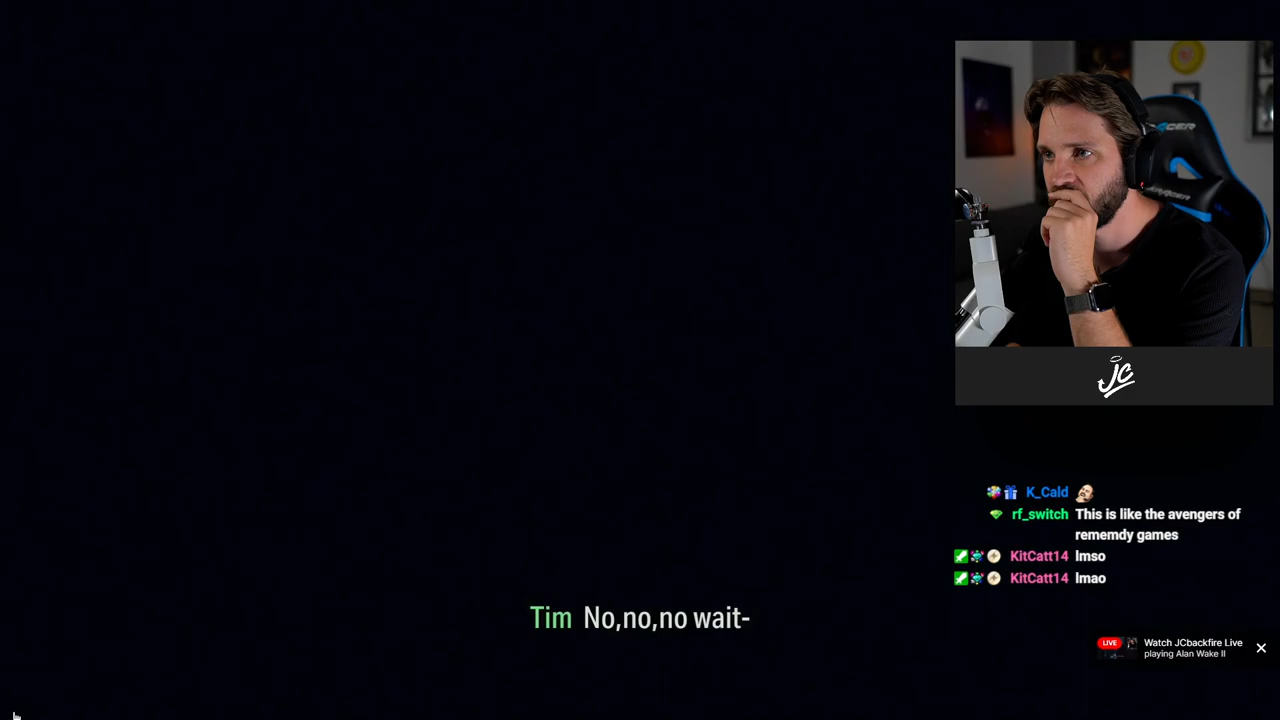 ACER
JC
K_Cald
rf_switch This is like the avengers of
rememdy games
KitCatt14 lmso
KitCatt14 lmao
Tim No,no,no wait-
LIVE Watch JCbackfire Live
playing Alan Wake II